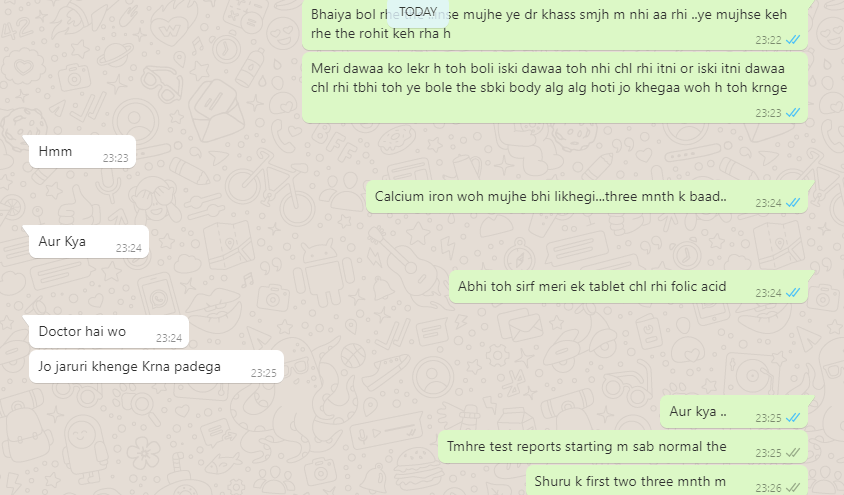 TODAY
Bhaiya bol rhe mujhe ye dr khass smjh m nhi aa rhi ..ye mujhse keh
rhe the rohit keh rha h
23:22
Meri dawaa ko lekr h toh boli iski dawaa toh nhi chl rhi itni or iski itni dawaa
chl rhi tbhi toh ye bole the sbki body alg alg hoti jo khegaa woh h toh krnge
23:23
Hmm 23:23
Calcium iron woh mujhe bhi likhegi...three mnth k baad.. 23:24
Aur Kya 23:24
Abhi toh sirf meri ek tablet chl rhi folic acid 23:24
Doctor hai wo 23:24
Jo jaruri khenge Krna padega 23:25
Aur kya .. 23:25
Tmhre test reports starting m sab normal the 23:25
Shuru k first two three mnth m 23:26